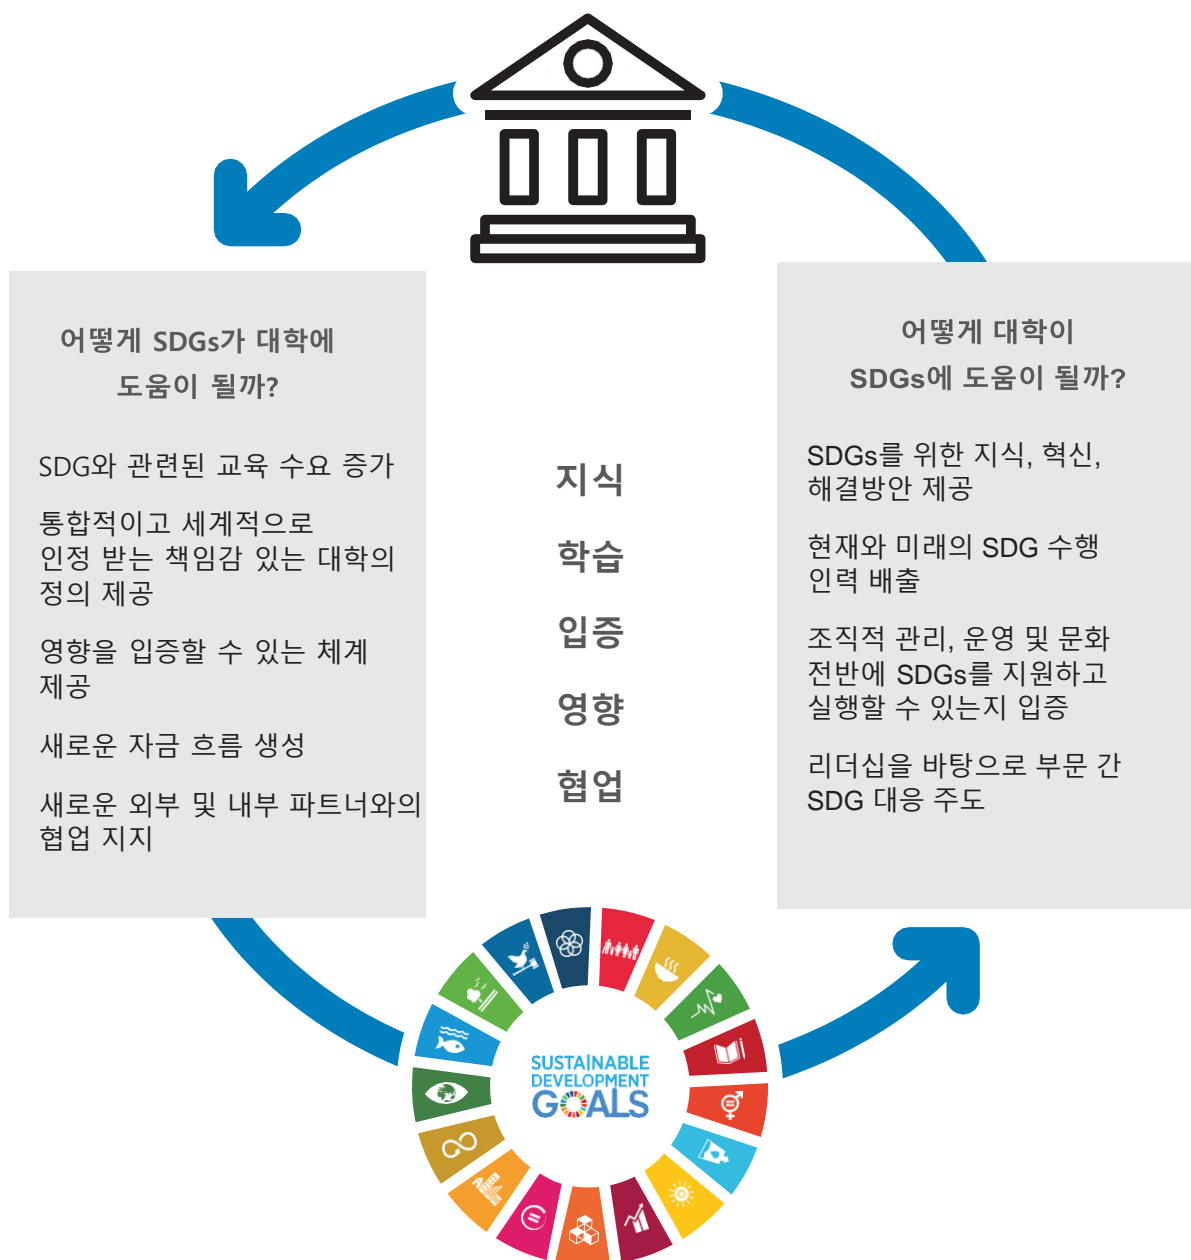 어떻게 SDGs가 대학에
도움이 될까?
SDG와 관련된 교육 수요 증가
통합적이고 세계적으로
인정 받는 책임감 있는 대학의
정의 제공
영향을 입증할 수 있는 체계
제공
새로운 자금 흐름 생성
새로운 외부 및 내부 파트너와의
협업 지지
지식
학습
입증
영향
협업
어떻게 대학이
SDGs에 도움이 될까?
SDGs를 위한 지식, 혁신,
해결방안 제공
현재와 미래의 SDG 수행
인력 배출
조직적 관리, 운영 및 문화
전반에 SDGs를 지원하고
실행할 수 있는지 입증
리더십을 바탕으로 부문 간
SDG 대응 주도
SUSTAINABLE
DEVELOPMENT
GOALS